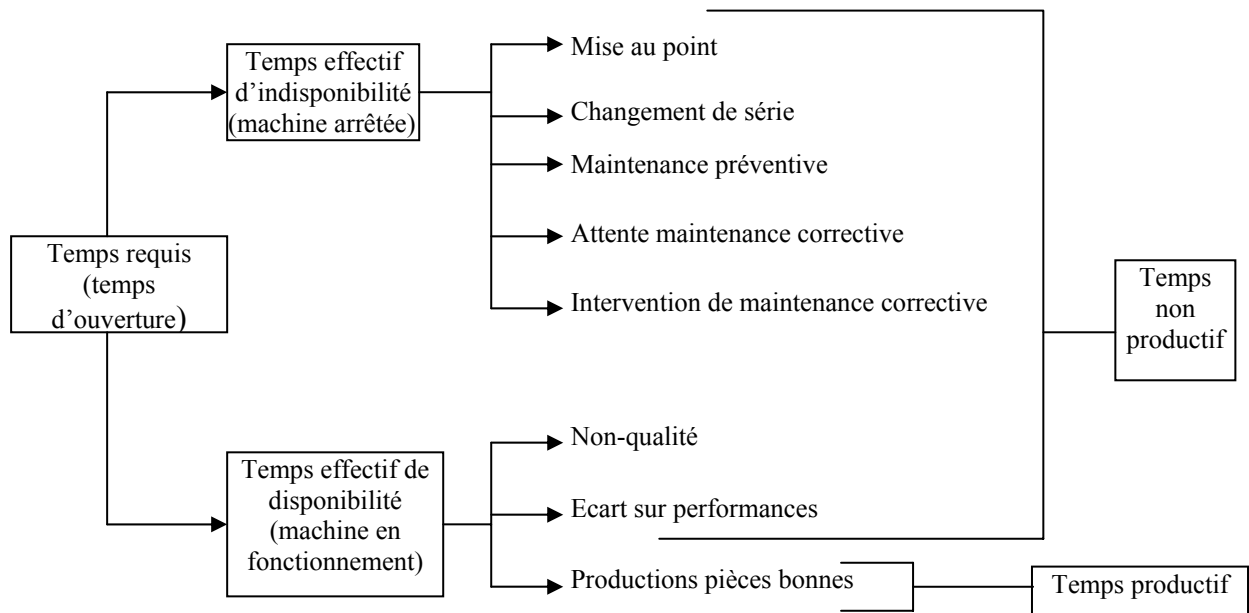 Temps effectif
d’indisponibilité
(machine arrêtée)
Mise au point
Changement de série
Maintenance préventive
Attente maintenance corrective
Intervention de maintenance corrective
Temps requis
(temps
d’ouverture)
Temps
non
productif
Temps effectif de
disponibilité
(machine en
fonctionnement)
Non-qualité
Ecart sur performances
Productions pièces bonnes
Temps productif